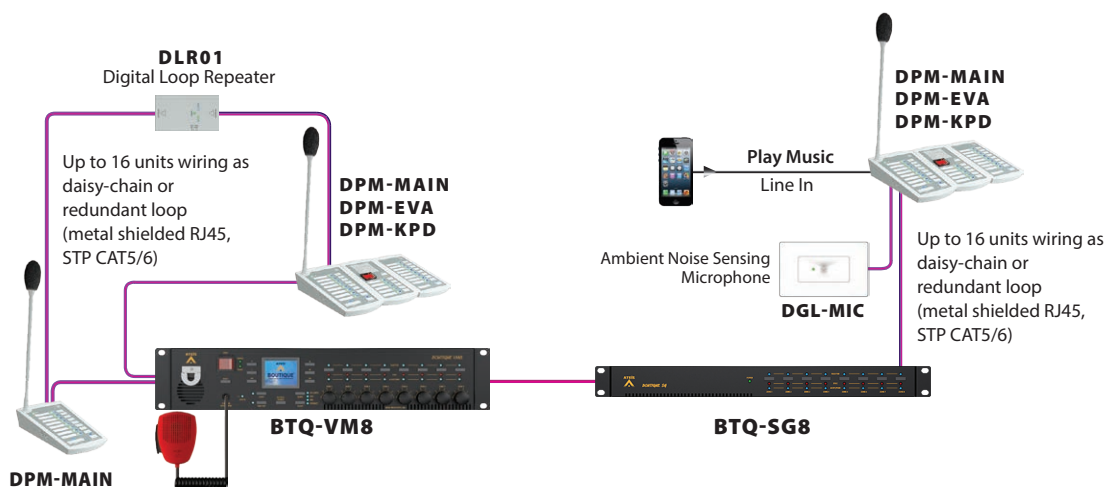 DLR01
Digital Loop Repeater
Up to 16 units wiring as
daisy-chain or
redundant loop
(metal shielded RJ45,
STP CAT5/6)
DPM-MAIN
DPM-EVA
DPM-KPD
DPM-MAIN
BTQ-VM8
ATEÏS
BOUTIQUE
Play Music
Line In
DPM-MAIN
DPM-EVA
DPM-KPD
Ambient Noise Sensing
Microphone
DGL-MIC
Up to 16 units wiring as
daisy-chain or
redundant loop
(metal shielded RJ45,
STP CAT5/6)
BTQ-SG8